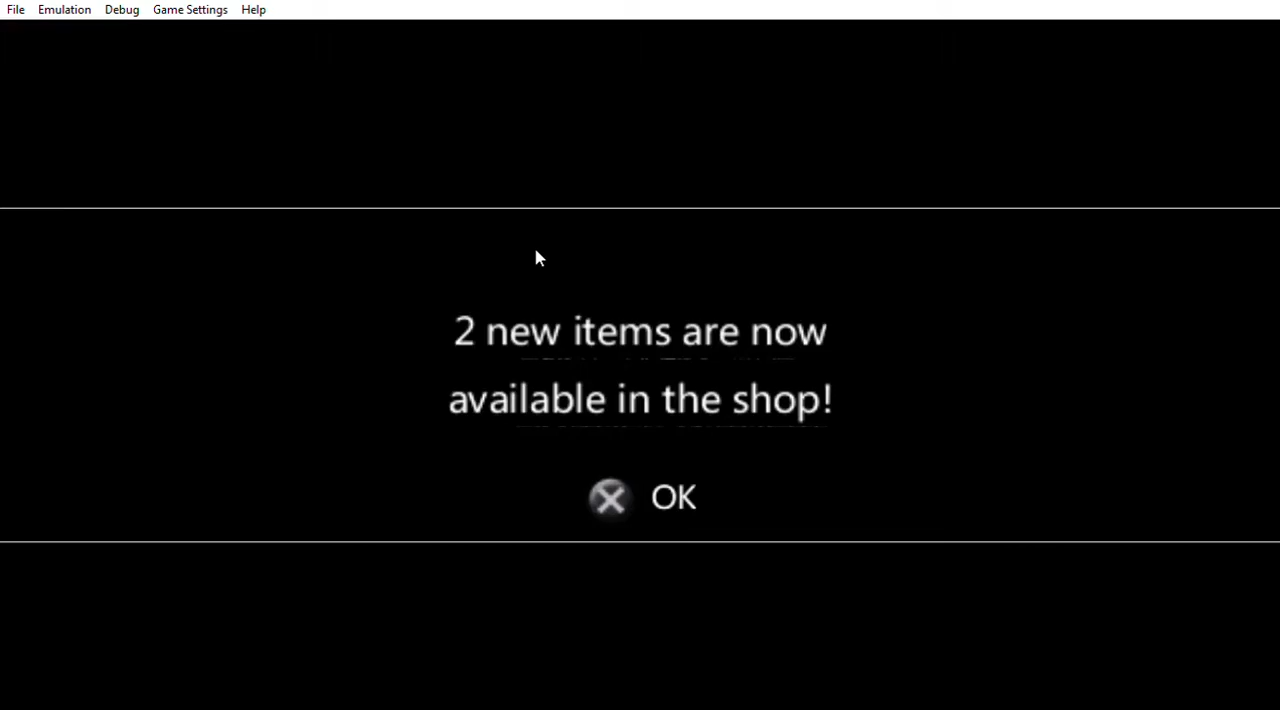 File Emulation Debug Game Settings Help
2 new items are now
available in the shop!
OK